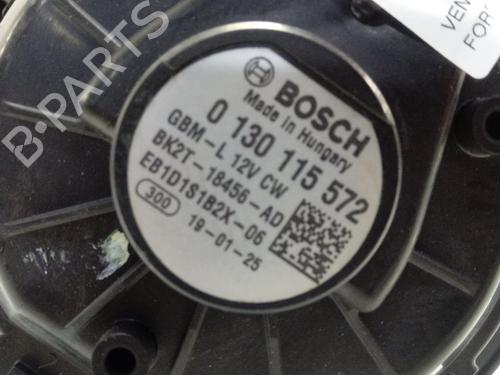 BOSCH
Made in Hungary
0 130 115 572
GBM-L 12V CW
BK2T-18456-AD
EB1D1S1B2X-06
300
19-01-25
B-PARTS